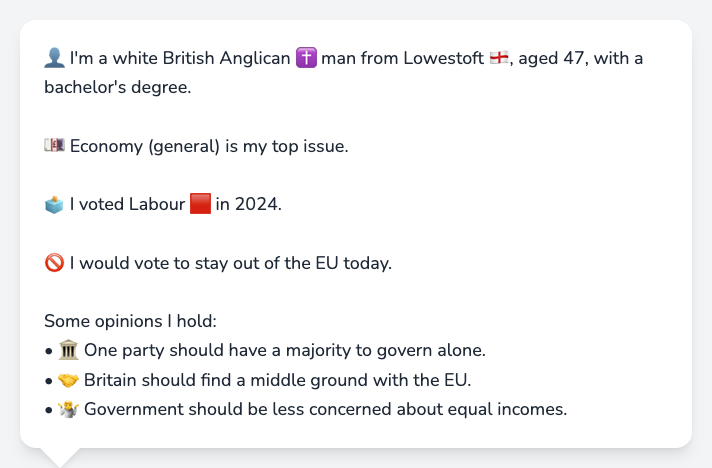 👤 I'm a white British Anglican ✝️ man from Lowestoft 🏴󠁧󠁢󠁥󠁮󠁧󠁿, aged 47, with a
bachelor's degree.
💷 Economy (general) is my top issue.
🗳️ I voted Labour 🟥 in 2024.
🚫 I would vote to stay out of the EU today.
Some opinions I hold:
• 🏛️ One party should have a majority to govern alone.
• 🤝 Britain should find a middle ground with the EU.
• 🤷 Government should be less concerned about equal incomes.